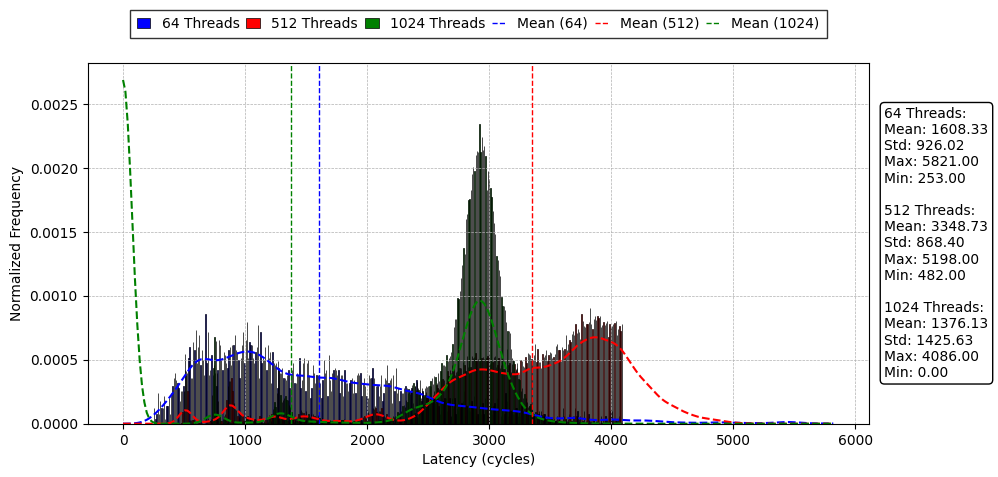 64 Threads 512 Threads 1024 Threads Mean (64) Mean (512) Mean (1024)
0.0025
0.0020
0.0015
0.0010
0.0005
0.0000
Normalized Frequency
0 1000 2000 3000 4000 5000 6000
Latency (cycles)
64 Threads:
Mean: 1608.33
Std: 926.02
Max: 5821.00
Min: 253.00
512 Threads:
Mean: 3348.73
Std: 868.40
Max: 5198.00
Min: 482.00
1024 Threads:
Mean: 1376.13
Std: 1425.63
Max: 4086.00
Min: 0.00